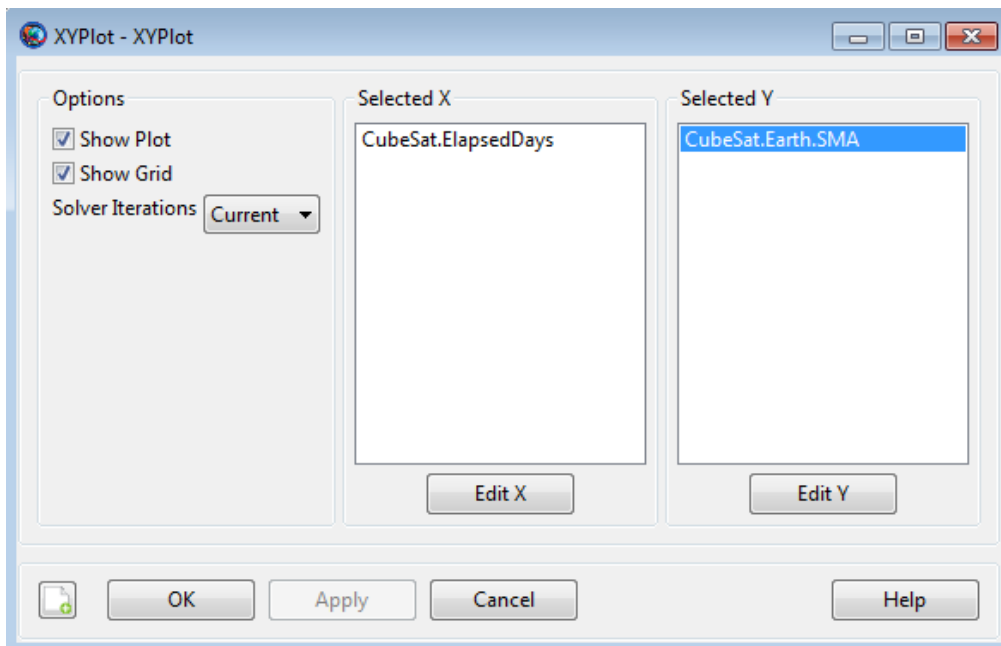 XYPlot - XYPlot
Options
Show Plot
Show Grid
Solver Iterations Current
Selected X
CubeSat.ElapsedDays
Edit X
Selected Y
CubeSat.Earth.SMA
Edit Y
OK
Apply
Cancel
Help